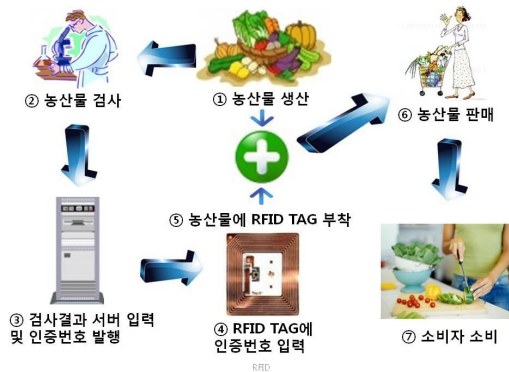 ① 농산물 생산
② 농산물 검사
③ 검사결과 서버 입력
및 인증번호 발행
④ RFID TAG에
인증번호 입력
⑤ 농산물에 RFID TAG 부착
⑥ 농산물 판매
⑦ 소비자 소비
RFID